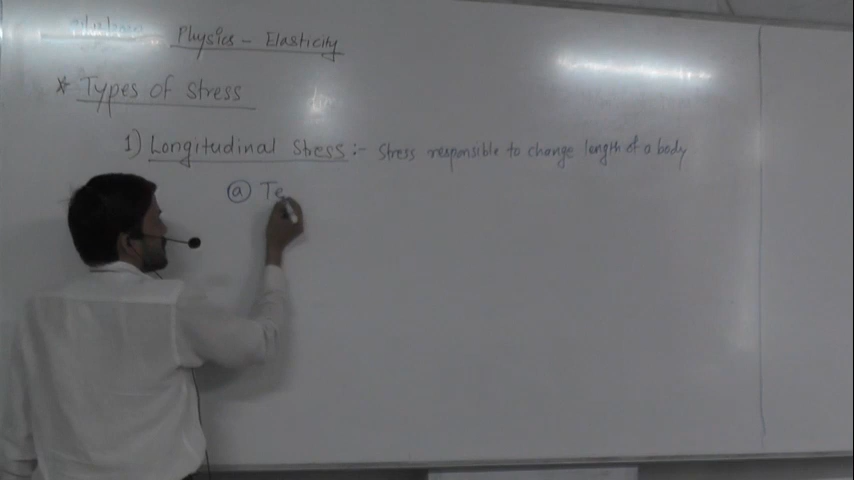 Physics - Elasticity
* Types of Stress
1) Longitudinal Stress :- Stress responsible to change length of a body
ⓐ Te